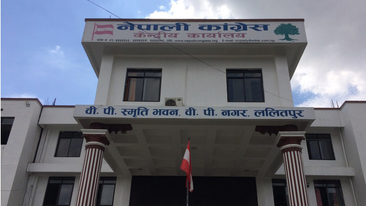 नेपाली कांग्रेस
केन्द्रीय कार्यालय
वी. पी. स्मृति भवन, वी. पी. नगर, ललितपुर